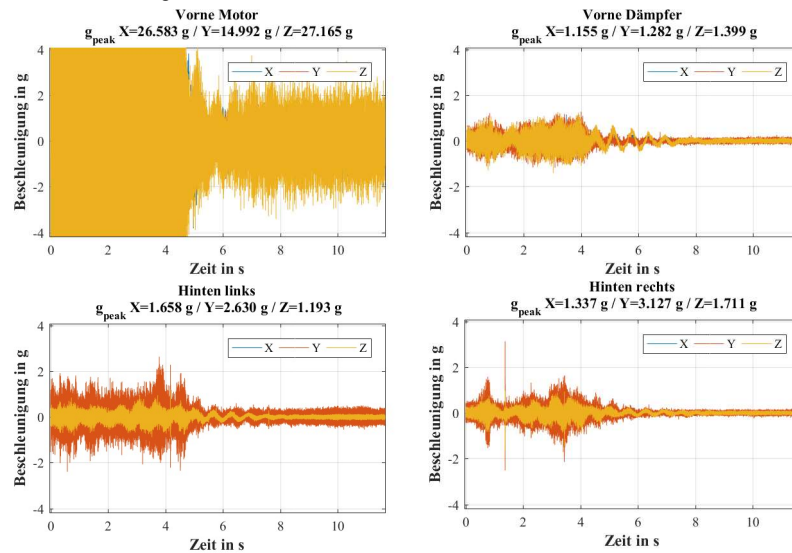 Vorne Motor
g_peak X=26.583 g / Y=14.992 g / Z=27.165 g
4
2
0
-2
-4
Beschleunigung in g
X Y Z
0 2 4 6 8 10
Zeit in s
Vorne Dämpfer
g_peak X=1.155 g / Y=1.282 g / Z=1.399 g
4
2
0
-2
-4
Beschleunigung in g
X Y Z
0 2 4 6 8 10
Zeit in s
Hinten links
g_peak X=1.658 g / Y=2.630 g / Z=1.193 g
4
2
0
-2
-4
Beschleunigung in g
X Y Z
0 2 4 6 8 10
Zeit in s
Hinten rechts
g_peak X=1.337 g / Y=3.127 g / Z=1.711 g
4
2
0
-2
-4
Beschleunigung in g
X Y Z
0 2 4 6 8 10
Zeit in s